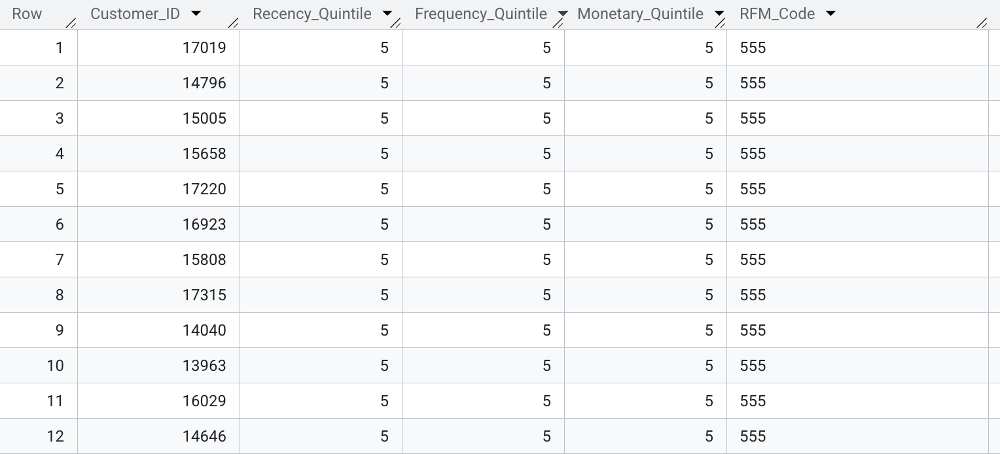 Row Customer_ID Recency_Quintile Frequency_Quintile Monetary_Quintile RFM_Code
1 17019 5 5 5 555
2 14796 5 5 5 555
3 15005 5 5 5 555
4 15658 5 5 5 555
5 17220 5 5 5 555
6 16923 5 5 5 555
7 15808 5 5 5 555
8 17315 5 5 5 555
9 14040 5 5 5 555
10 13963 5 5 5 555
11 16029 5 5 5 555
12 14646 5 5 5 555